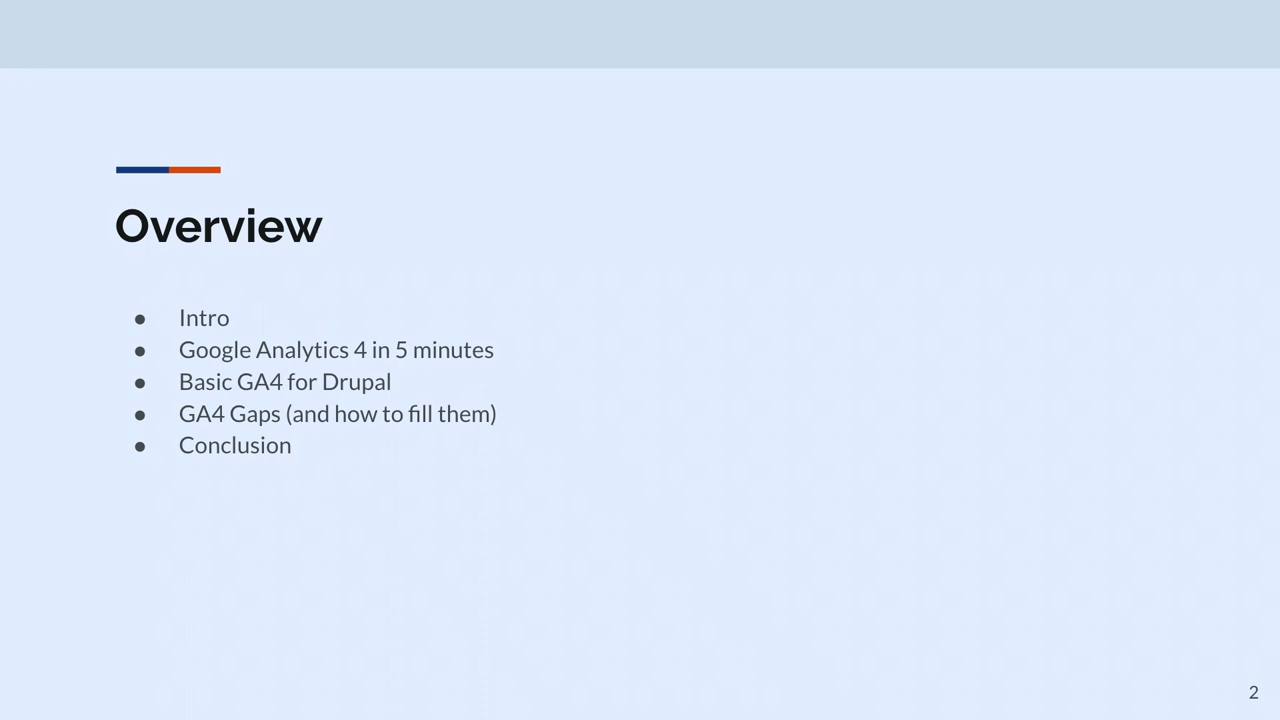 Overview
● Intro
● Google Analytics 4 in 5 minutes
● Basic GA4 for Drupal
● GA4 Gaps (and how to fill them)
● Conclusion
2